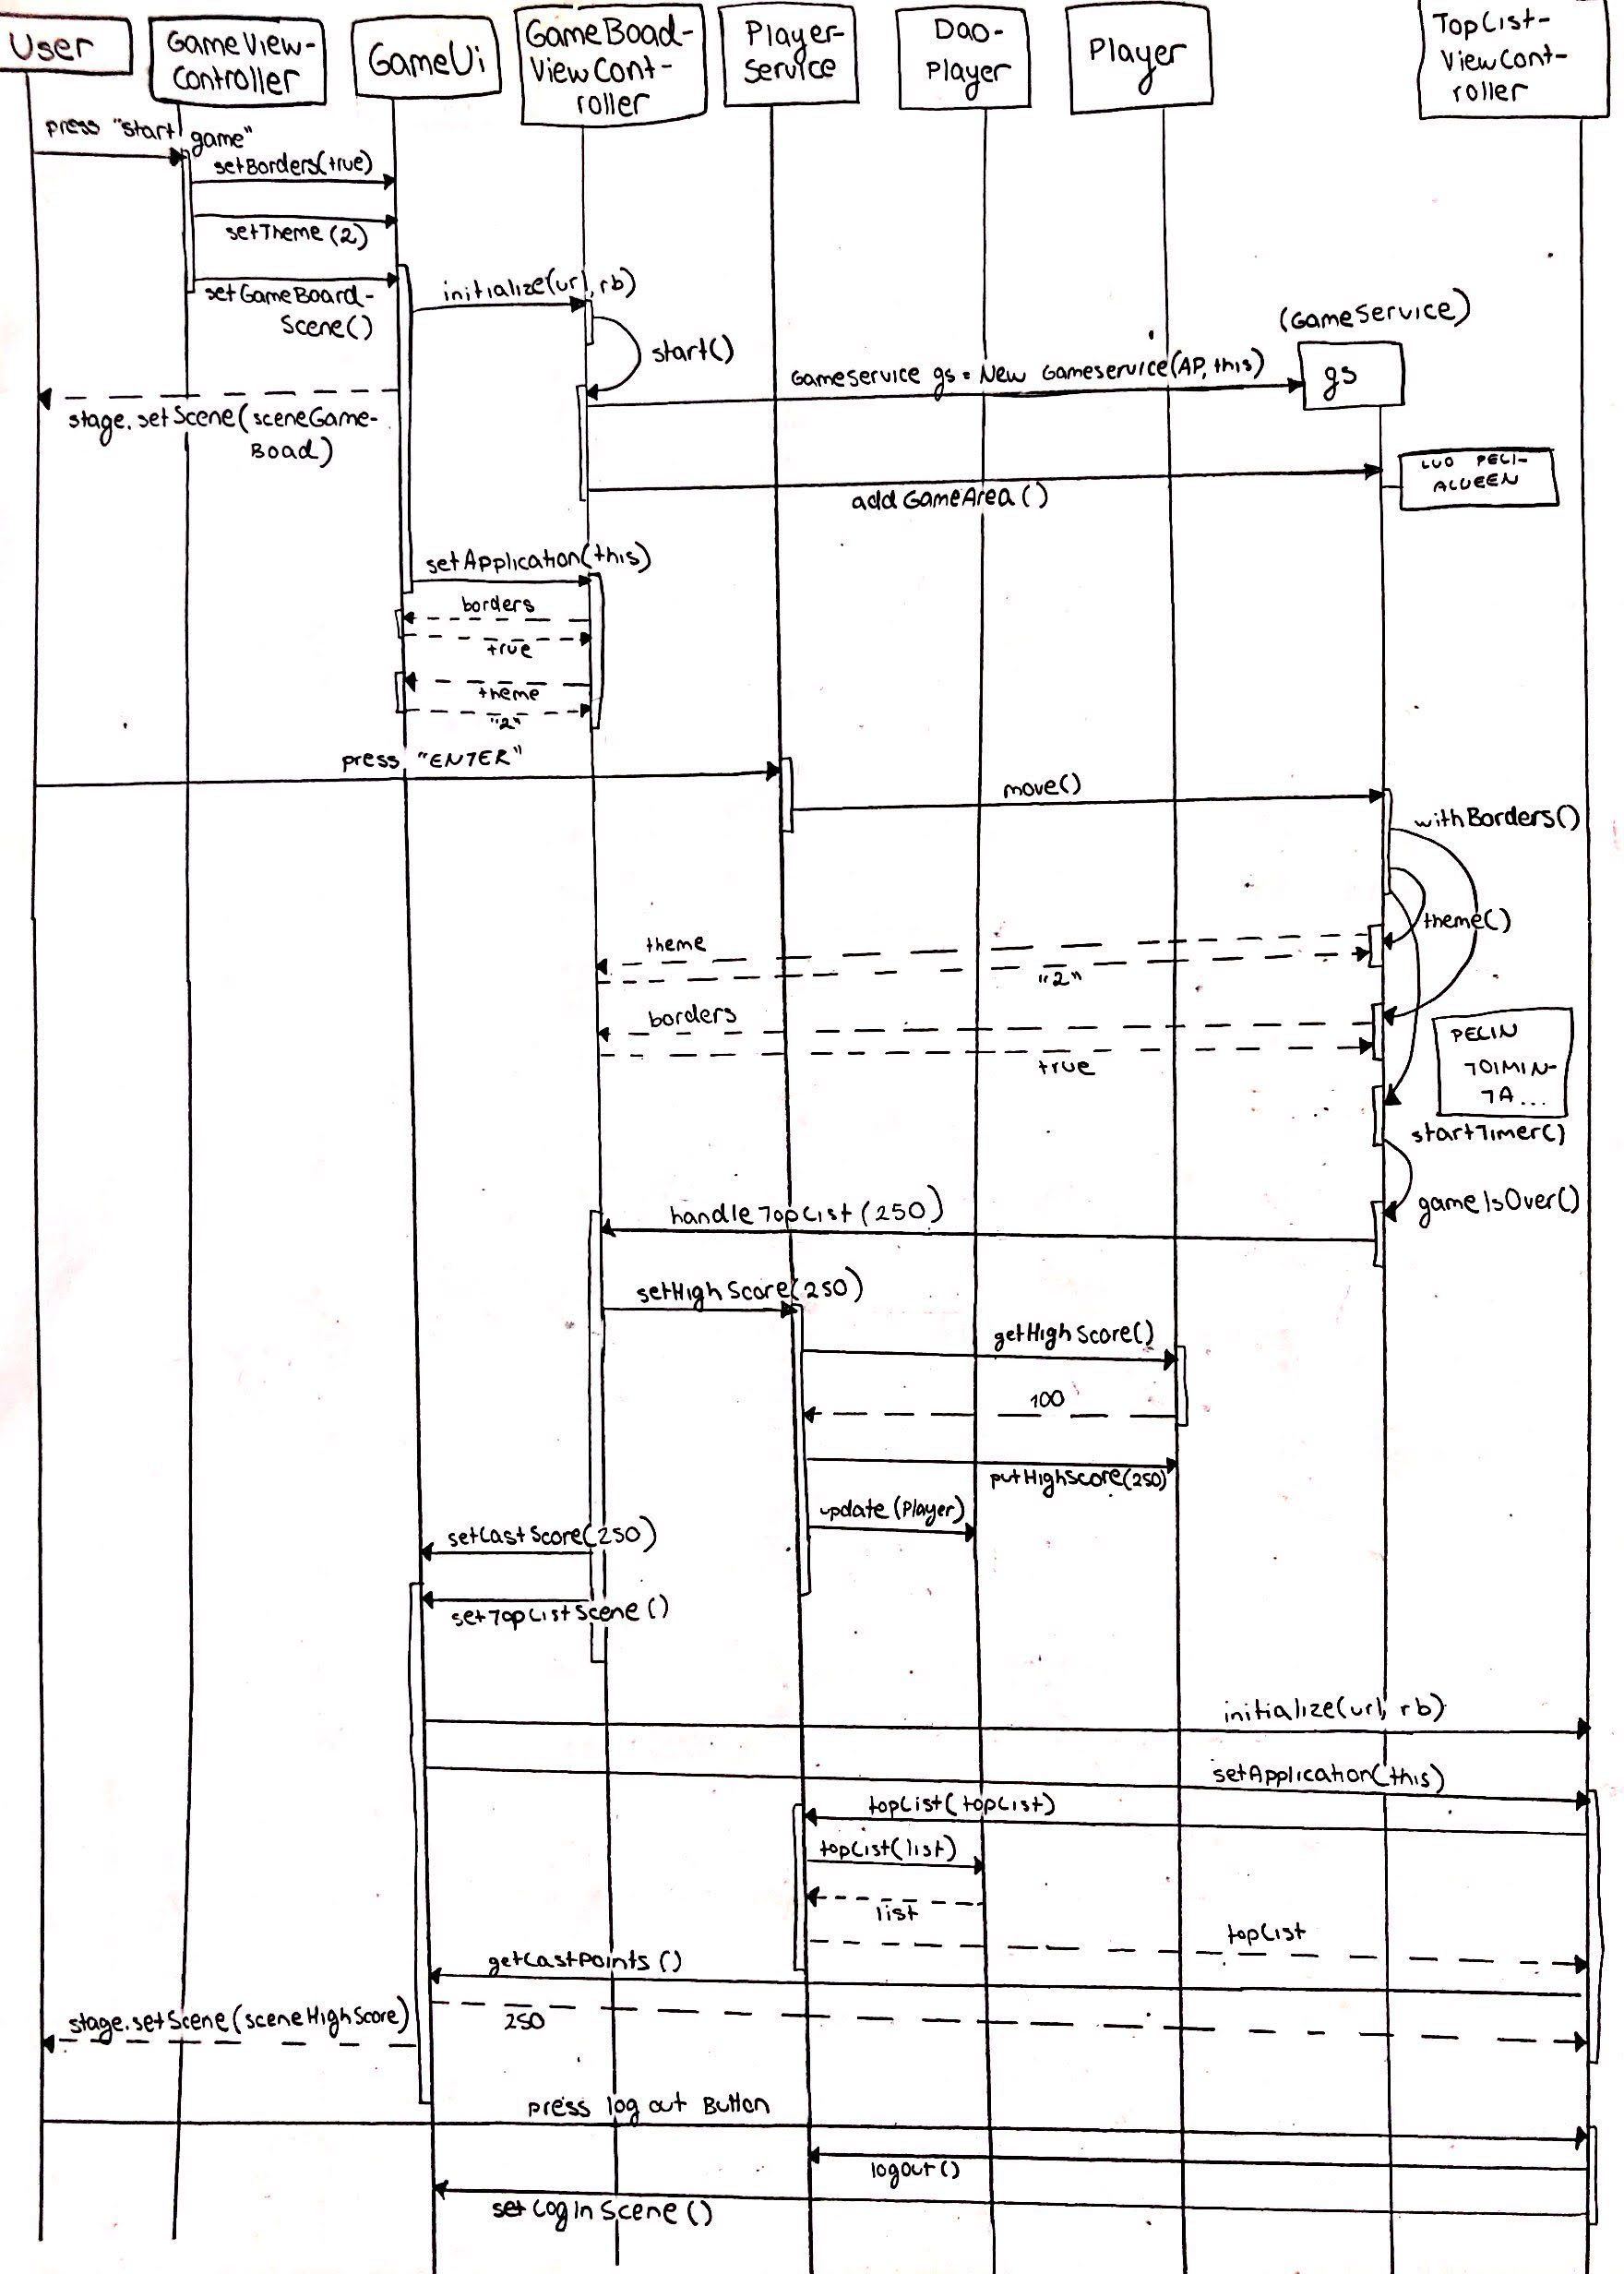 User
GameView-
controller
GameUi
GameBoad-
ViewCont-
roller
Player-
service
Dao-
Player
Player
TopList-
ViewCont-
roller
press "start game"
setBorders(true)
setTheme(2)
setGameBoard-
Scene()
initialize(url, rb)
start()
(GameService)
gs
Gameservice gs = New Gameservice(AP, this)
stage.setScene(sceneGame-
Boad)
LUO PELI-
ALUEEN
addGameArea()
setApplication(this)
borders
true
theme
"2"
press "ENTER"
move()
withBorders()
theme()
theme
"2"
borders
true
PELIN
TOIMIN-
TA...
startTimer()
gameIsOver()
handleTopList(250)
setHighScore(250)
getHighScore()
100
putHighscore(250)
update(Player)
setLastScore(250)
setTopListScene()
initialize(url, rb)
setApplication(this)
topList(topList)
topList(list)
list
topList
getLastPoints()
250
stage.setScene(sceneHighScore)
press log out Button
logout()
setLogInScene()